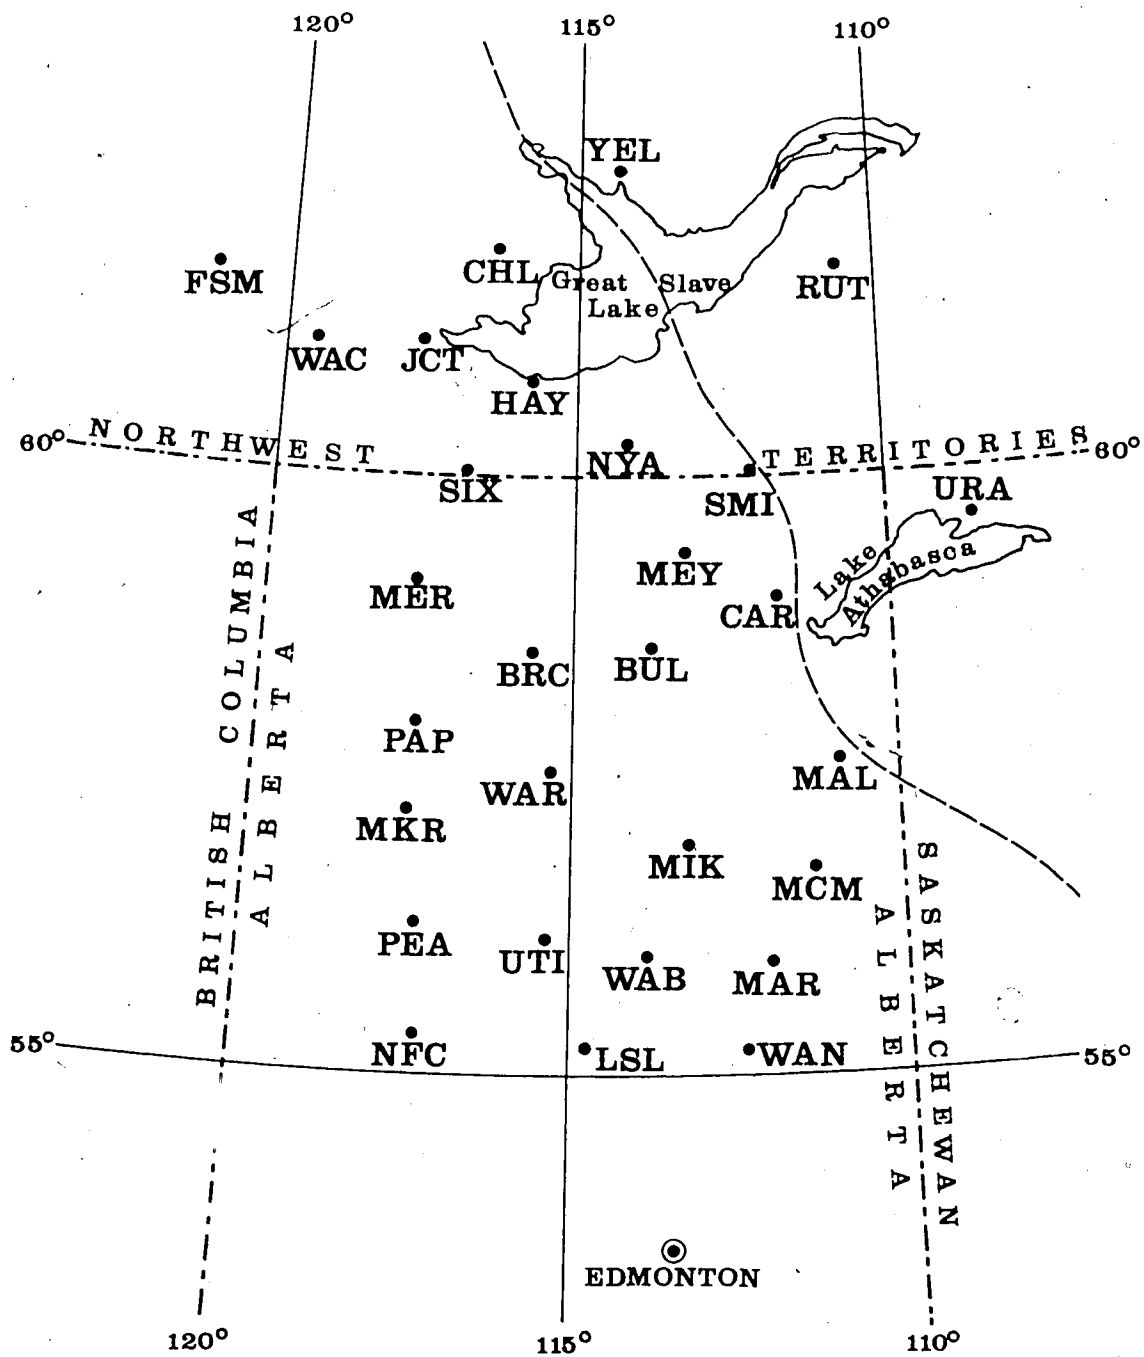 120° 115° 110°
YEL
FSM
CHL
Great Slave
Lake
RUT
WAC
JCT
HAY
60° NORTHWEST TERRITORIES 60°
NYA
SIX
SMI
URA
MEY
Lake
Athabasca
MER
CAR
BRC
BUL
PAP
WAR
MAL
MKR
MIK
MCM
BRITISH COLUMBIA
ALBERTA
SASKATCHEWAN
ALBERTA
PEA
UTI
WAB
MAR
55° 55°
NFC
LSL
WAN
EDMONTON
120° 115° 110°